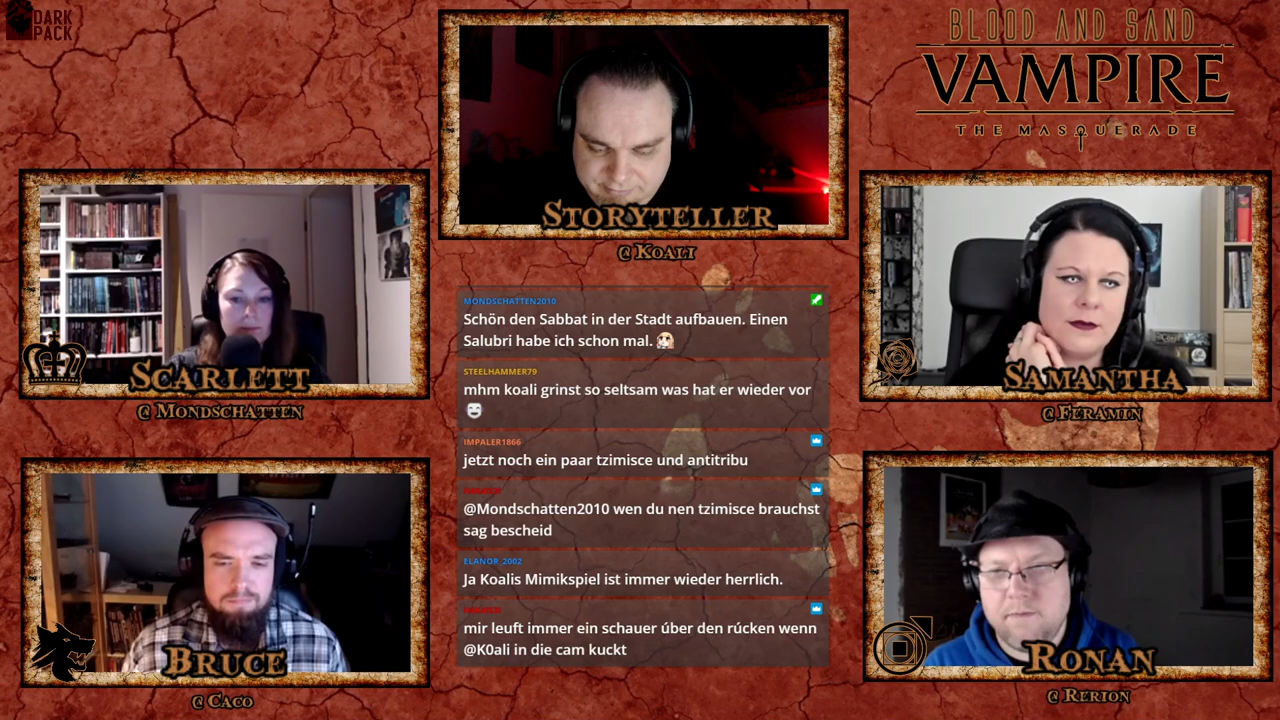 DARK
PACK
BLOOD AND SAND
VAMPIRE
THE MASQUERADE
STORYTELLER
@ KOALI
SCARLETT
@ MONDSCHATTEN
SAMANTHA
@ FERAMIN
MONDSCHATTEN2010
Schön den Sabbat in der Stadt aufbauen. Einen
Salubri habe ich schon mal.
STEELHAMMER79
mhm koali grinst so seltsam was hat er wieder vor
IMPALER1866
jetzt noch ein paar tzimisce und antitribu
@Mondschatten2010 wen du nen tzimisce brauchst
sag bescheid
ELANOR_2002
Ja Koalis Mimikspiel ist immer wieder herrlich.
mir leuft immer ein schauer úber den rúcken wenn
@K0ali in die cam kuckt
BRUCE
@ CACO
RONAN
@ RERION